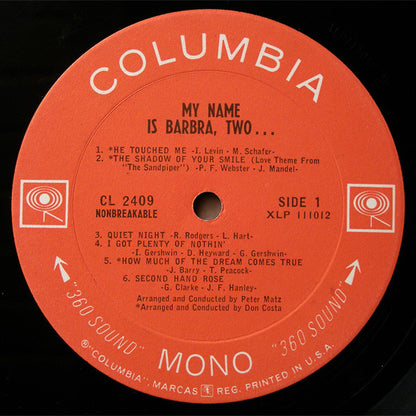 COLUMBIA
MY NAME
IS BARBRA, TWO...
1. *HE TOUCHED ME -I. Levin - M. Schafer-
2. *THE SHADOW OF YOUR SMILE (Love Theme From
"The Sandpiper") - P. F. Webster - J. Mandel-
CL 2409
NONBREAKABLE
SIDE 1
XLP 111012
3. QUIET NIGHT -R. Rodgers - L. Hart-
4. I GOT PLENTY OF NOTHIN'
-I. Gershwin - D. Heyward - G. Gershwin-
5. *HOW MUCH OF THE DREAM COMES TRUE
-J. Barry - T. Peacock-
6. SECOND HAND ROSE
-G. Clarke - J. F. Hanley-
Arranged and Conducted by Peter Matz
*Arranged and Conducted by Don Costa
"360 SOUND" MONO "360 SOUND"
® "COLUMBIA", MARCAS REG. PRINTED IN U.S.A.